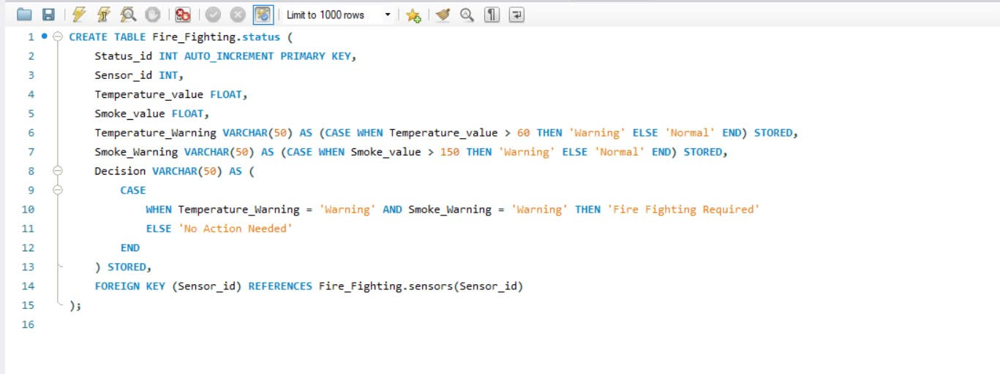 Limit to 1000 rows
1 CREATE TABLE Fire_Fighting.status (
2 Status_id INT AUTO_INCREMENT PRIMARY KEY,
3 Sensor_id INT,
4 Temperature_value FLOAT,
5 Smoke_value FLOAT,
6 Temperature_Warning VARCHAR(50) AS (CASE WHEN Temperature_value > 60 THEN 'Warning' ELSE 'Normal' END) STORED,
7 Smoke_Warning VARCHAR(50) AS (CASE WHEN Smoke_value > 150 THEN 'Warning' ELSE 'Normal' END) STORED,
8 Decision VARCHAR(50) AS (
9 CASE
10 WHEN Temperature_Warning = 'Warning' AND Smoke_Warning = 'Warning' THEN 'Fire Fighting Required'
11 ELSE 'No Action Needed'
12 END
13 ) STORED,
14 FOREIGN KEY (Sensor_id) REFERENCES Fire_Fighting.sensors(Sensor_id)
15 );
16